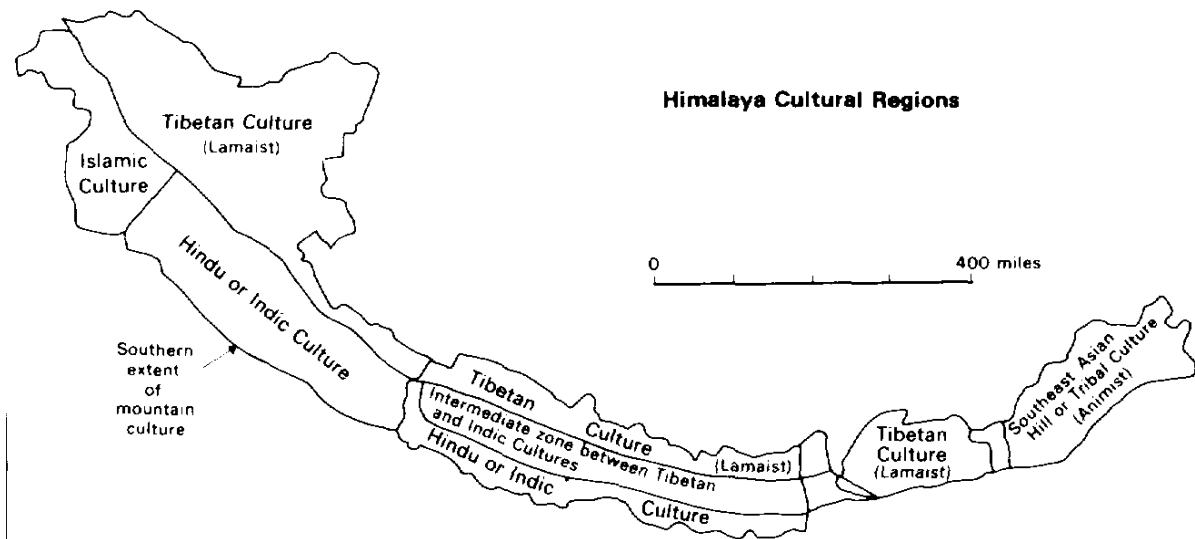 Himalaya Cultural Regions
Tibetan Culture
(Lamaist)
Islamic
Culture
Hindu or Indic Culture
0
400 miles
Southern
extent
of
mountain
culture
Tibetan Culture (Lamaist)
Intermediate zone between Tibetan
and Indic Cultures
Hindu or Indic Culture
Tibetan
Culture
(Lamaist)
Southeast Asian
Hill or Tribal Culture
(Animist)